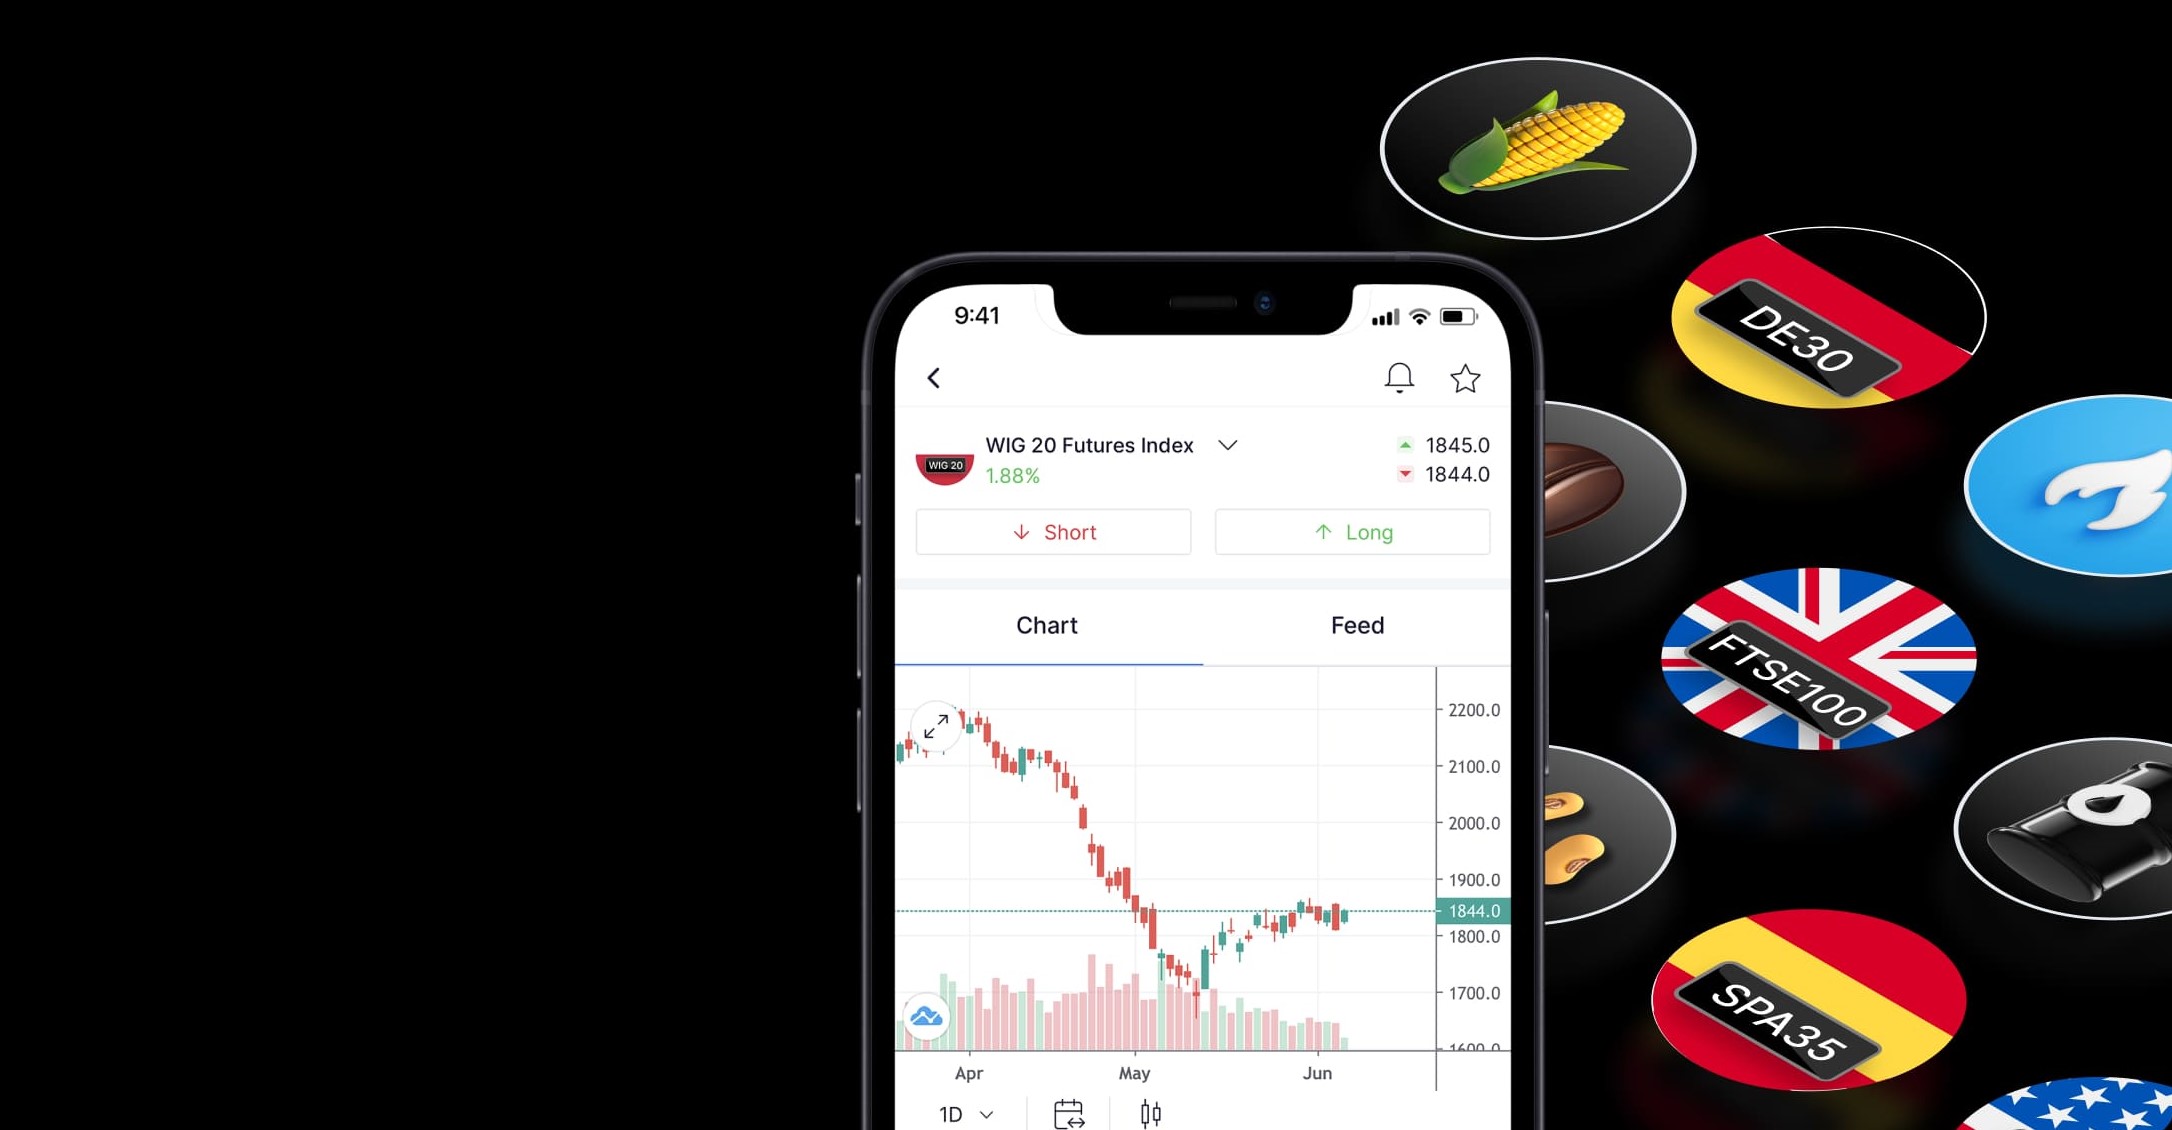 9:41
WIG 20 Futures Index
1845.0
WIG 20
1.88%
1844.0
Short
Long
Chart
Feed
2200.0
2100.0
2000.0
1900.0
1844.0
1800.0
1700.0
1600.0
Apr
May
Jun
1D
DE30
FTSE100
SPA35